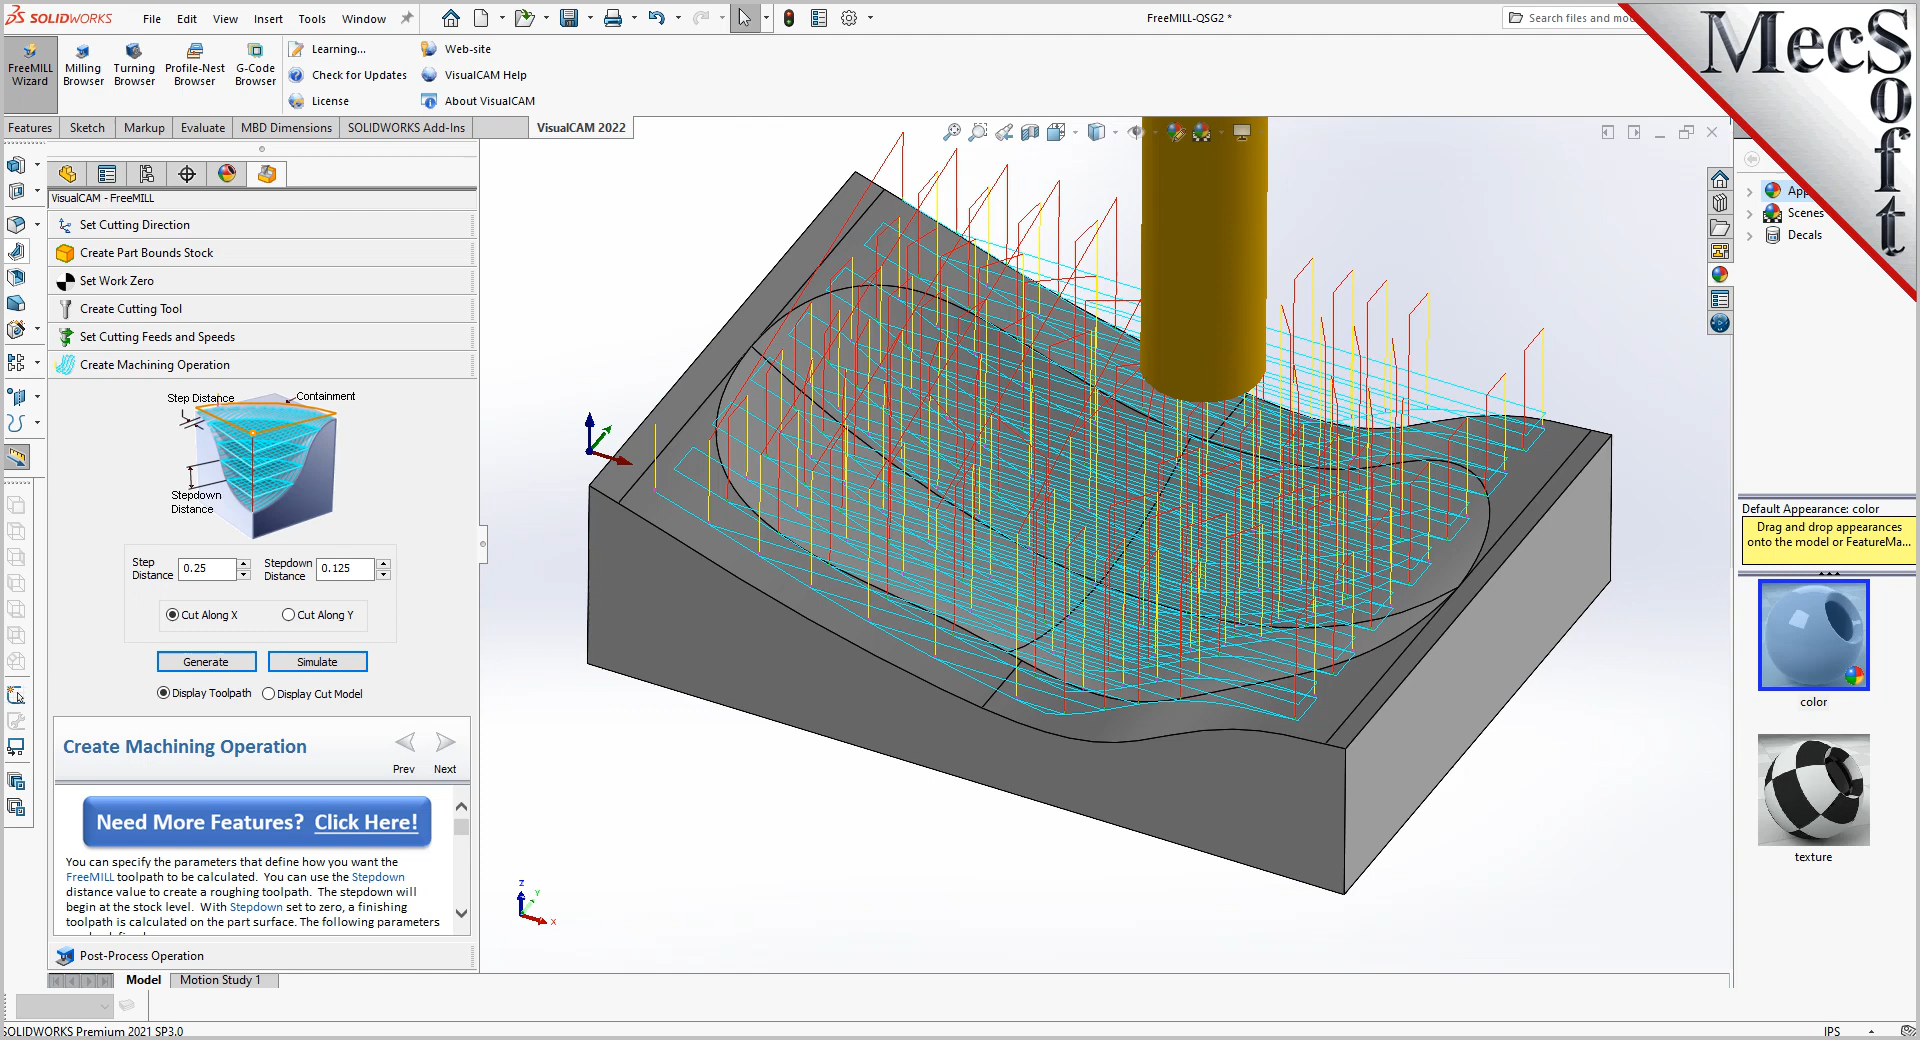 SOLIDWORKS
File Edit View Insert Tools Window
FreeMILL-QSG2 *
Search files and mo
MecSoft
FreeMILL Wizard
Milling Browser
Turning Browser
Profile-Nest Browser
G-Code Browser
Learning...
Check for Updates
License
Web-site
VisualCAM Help
About VisualCAM
Features Sketch Markup Evaluate MBD Dimensions SOLIDWORKS Add-Ins VisualCAM 2022
VisualCAM - FreeMILL
Set Cutting Direction
Create Part Bounds Stock
Set Work Zero
Create Cutting Tool
Set Cutting Feeds and Speeds
Create Machining Operation
Step Distance
Containment
Stepdown
Distance
Step Distance 0.25
Stepdown Distance 0.125
Cut Along X Cut Along Y
Generate Simulate
Display Toolpath Display Cut Model
Create Machining Operation
Prev Next
Need More Features? Click Here!
You can specify the parameters that define how you want the
FreeMILL toolpath to be calculated. You can use the Stepdown
distance value to create a roughing toolpath. The stepdown will
begin at the stock level. With Stepdown set to zero, a finishing
toolpath is calculated on the part surface. The following parameters
Post-Process Operation
Model Motion Study 1
SOLIDWORKS Premium 2021 SP3.0
IPS
Z
Y
X
App
Scenes
Decals
Default Appearance: color
Drag and drop appearances
onto the model or FeatureMa...
color
texture